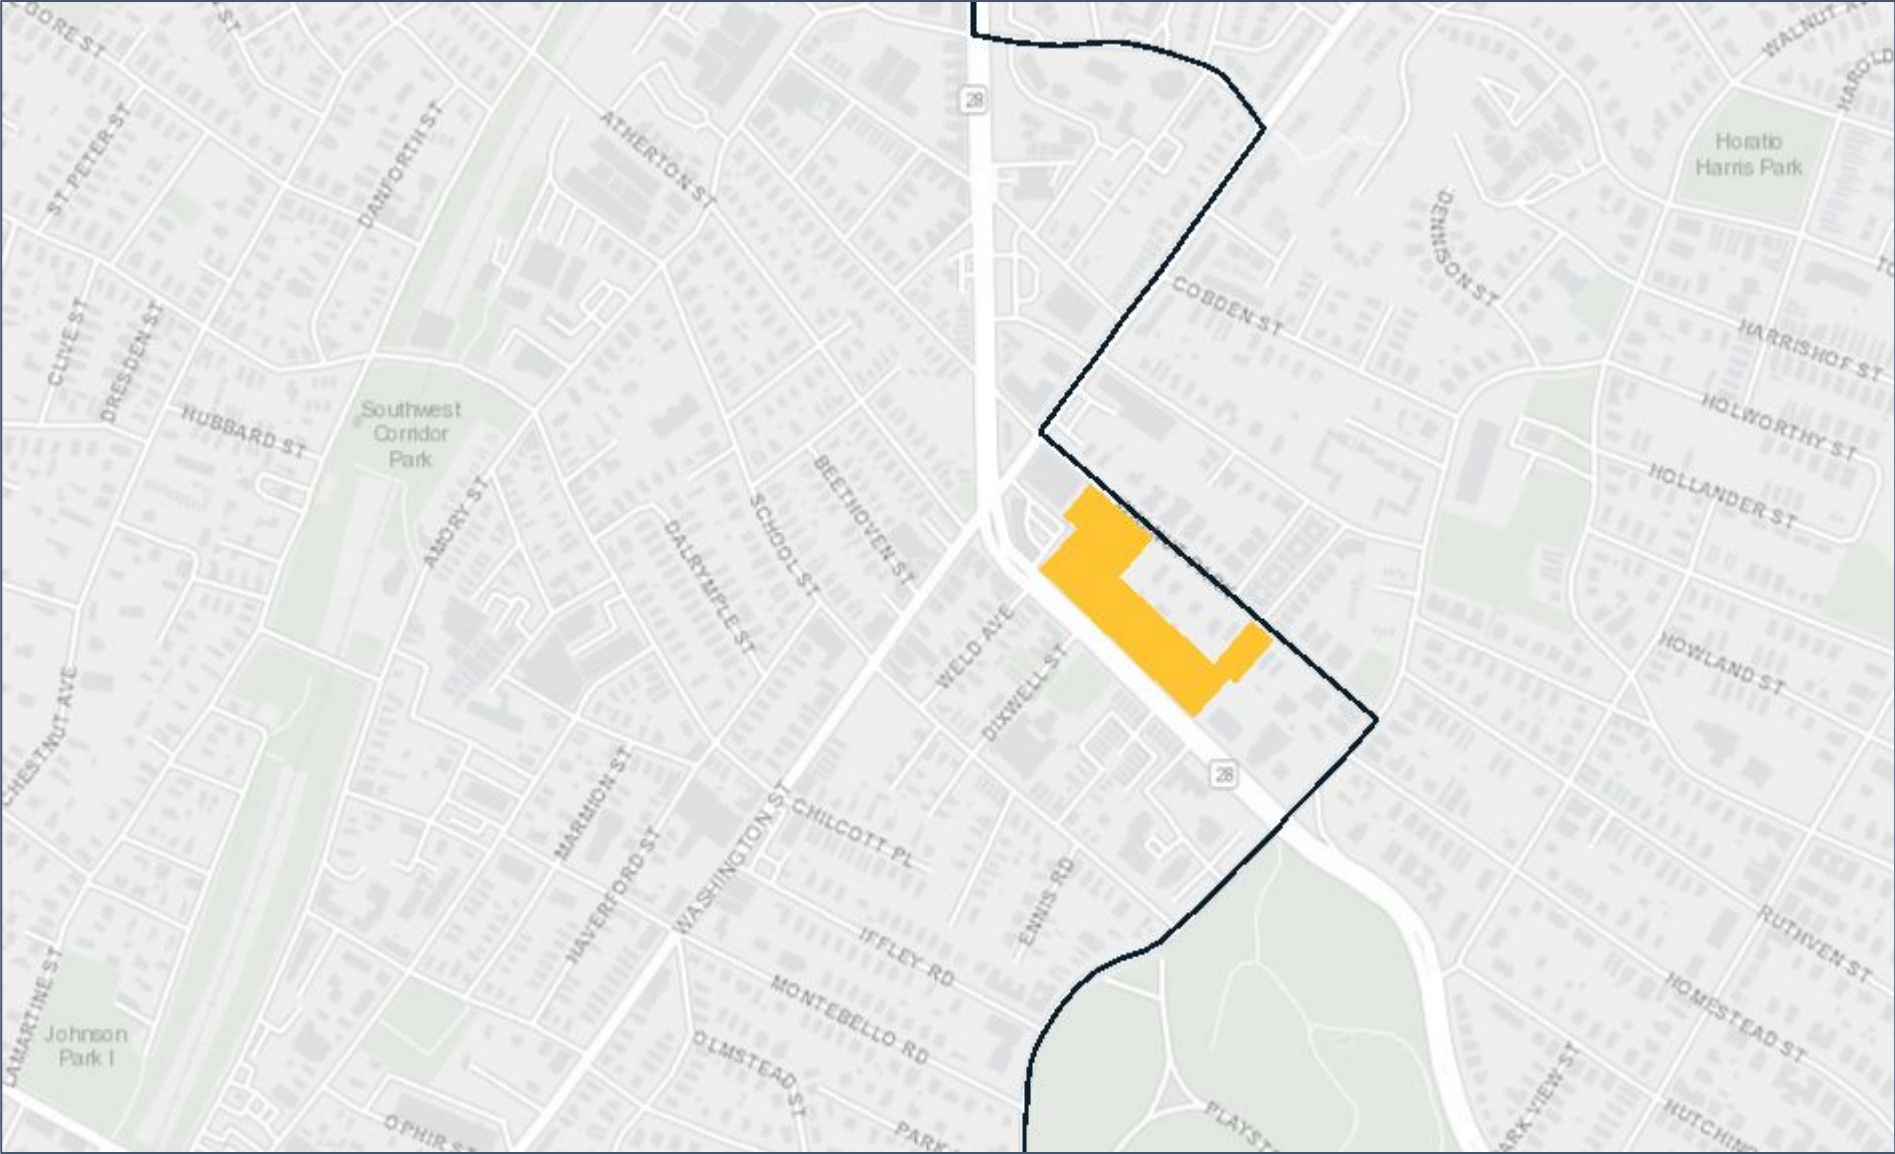 WALNUT A
HAROLD
28
ATHERTON ST
DANFORTH ST
ST. PETER ST
Horatio
Harris Park
DENNISON ST
COBDEN ST
HARRISHOF ST
CLIVE ST
DRESDEN ST
HUBBARD ST
Southwest
Corridor
Park
HOLWORTHY ST
HOLLANDER ST
AMORY ST
BEETHOVEN ST
SCHOOL ST
DALRYMPLE ST
WELD AVE
DIXWELL ST
HOWLAND ST
CHESTNUT AVE
28
MARMION ST
HAVERFORD ST
WASHINGTON ST
CHILCOTT PL
ENNIS RD
IFFLEY RD
MONTEBELLO RD
RUTHVEN ST
HOMESTEAD ST
LAMARTINE ST
Johnson
Park I
OLMSTEAD ST
OPHIR ST
PARK
PLAYST
ARK VIEW ST
HUTCHING